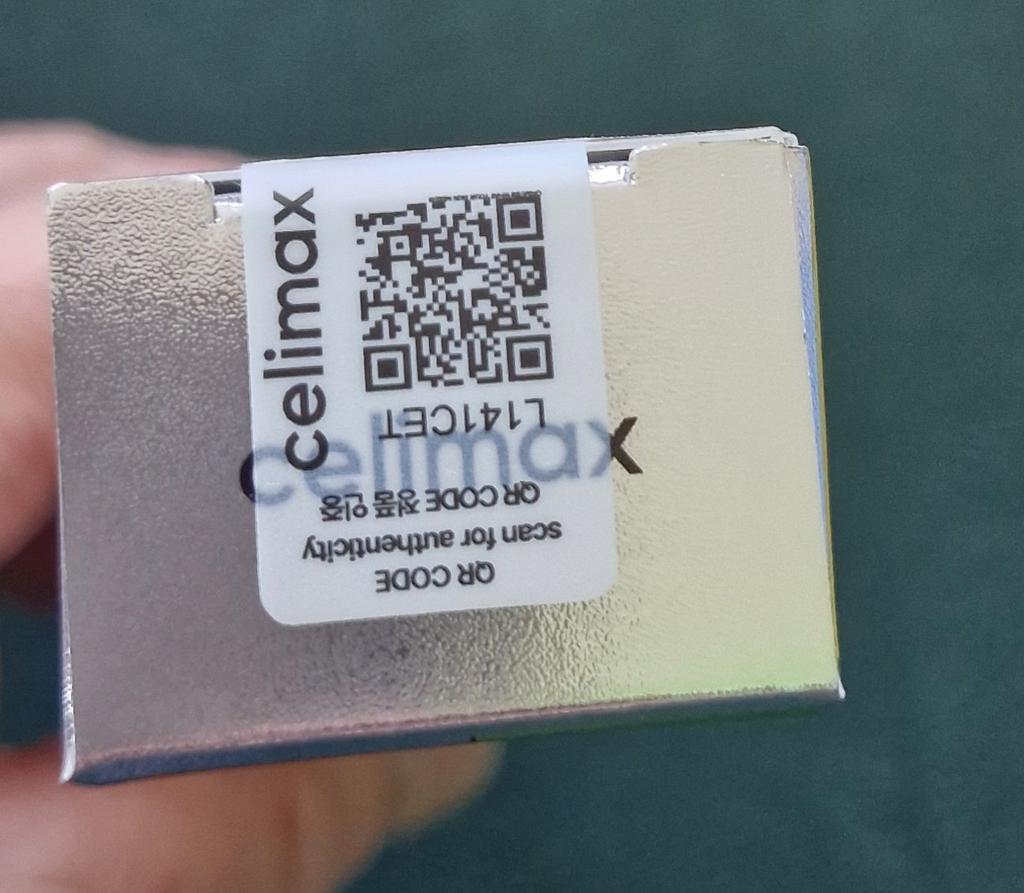 celimax
QR CODE
scan for authenticity
QR CODE 정품 인증
L141CET
celimax